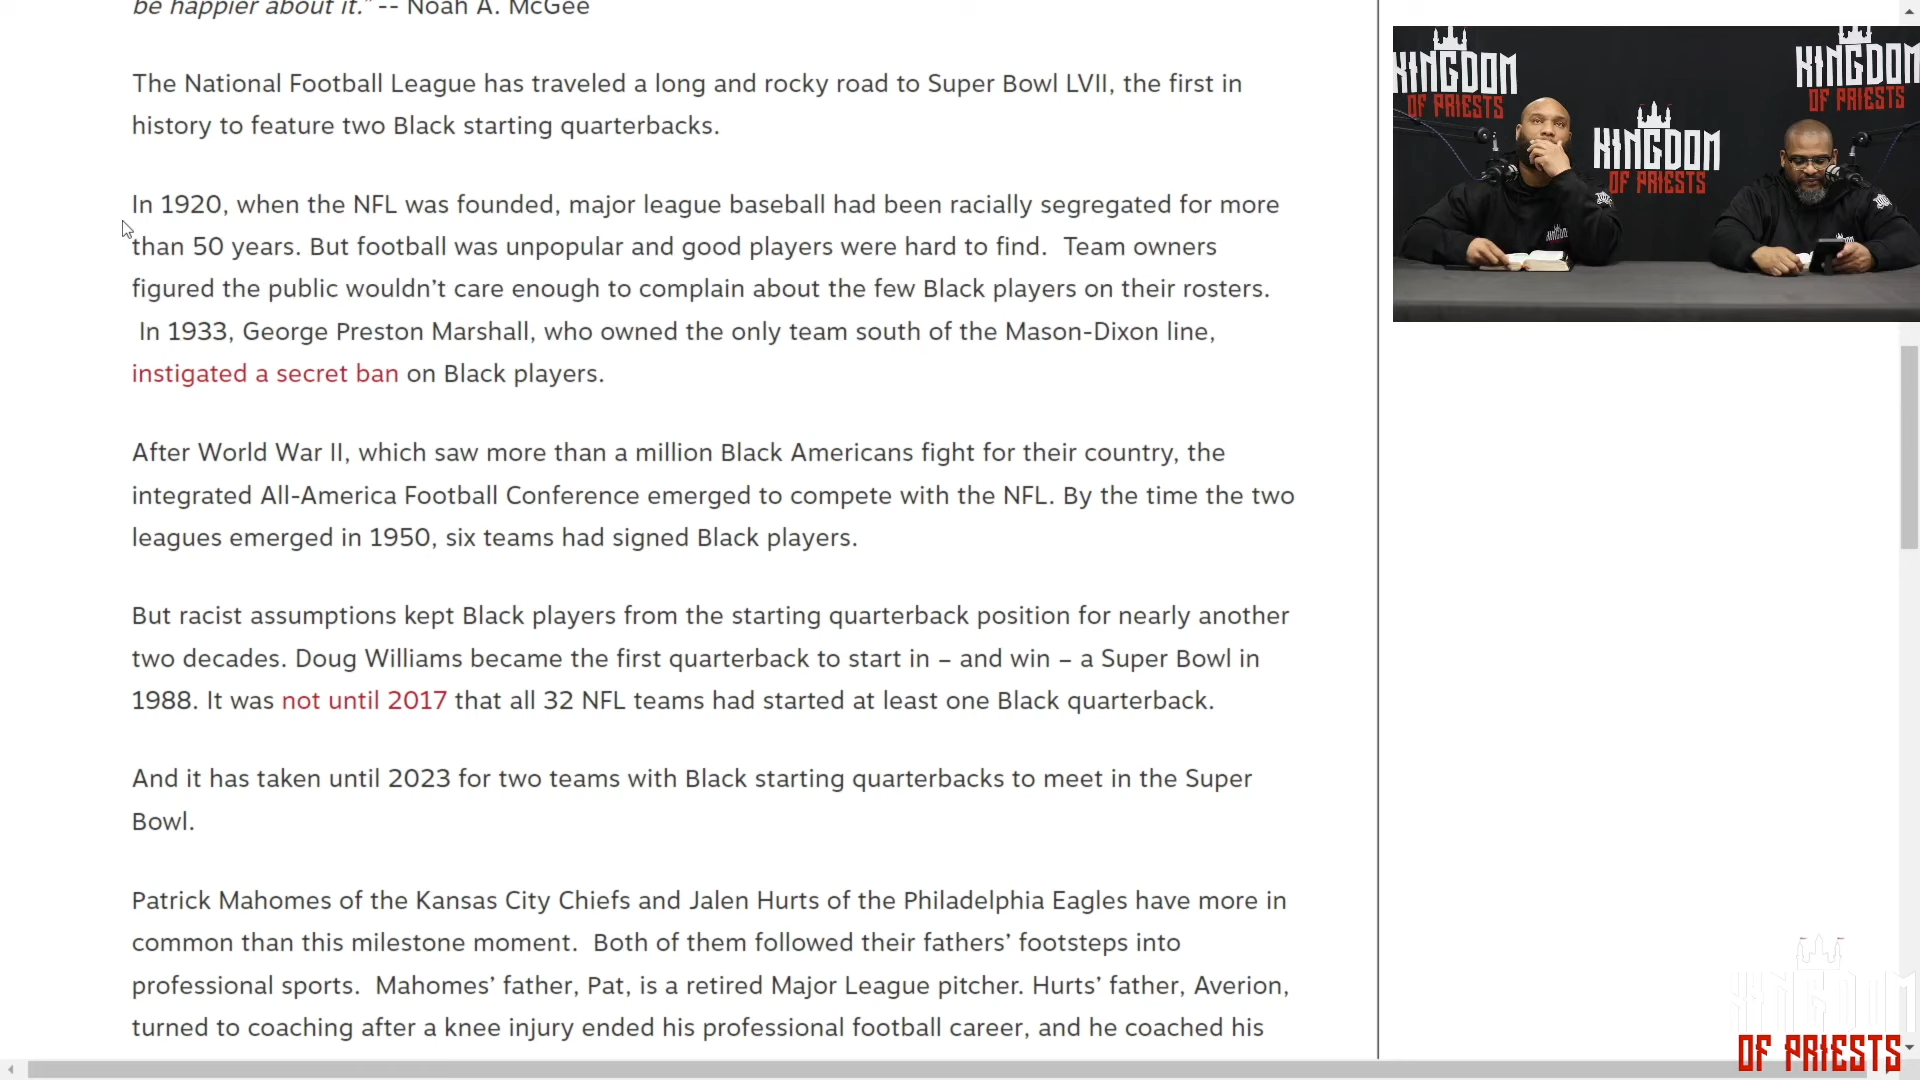 be happier about it." -- Noah A. McGee
The National Football League has traveled a long and rocky road to Super Bowl LVII, the first in
history to feature two Black starting quarterbacks.
In 1920, when the NFL was founded, major league baseball had been racially segregated for more
than 50 years. But football was unpopular and good players were hard to find. Team owners
figured the public wouldn't care enough to complain about the few Black players on their rosters.
In 1933, George Preston Marshall, who owned the only team south of the Mason-Dixon line,
instigated a secret ban on Black players.
After World War II, which saw more than a million Black Americans fight for their country, the
integrated All-America Football Conference emerged to compete with the NFL. By the time the two
leagues emerged in 1950, six teams had signed Black players.
But racist assumptions kept Black players from the starting quarterback position for nearly another
two decades. Doug Williams became the first quarterback to start in – and win – a Super Bowl in
1988. It was not until 2017 that all 32 NFL teams had started at least one Black quarterback.
And it has taken until 2023 for two teams with Black starting quarterbacks to meet in the Super
Bowl.
Patrick Mahomes of the Kansas City Chiefs and Jalen Hurts of the Philadelphia Eagles have more in
common than this milestone moment. Both of them followed their fathers' footsteps into
professional sports. Mahomes' father, Pat, is a retired Major League pitcher. Hurts' father, Averion,
turned to coaching after a knee injury ended his professional football career, and he coached his
KINGDOM
OF PRIESTS
KINGDOM
OF PRIESTS
KINGDOM
OF PRIESTS
KINGDOM
OF PRIESTS